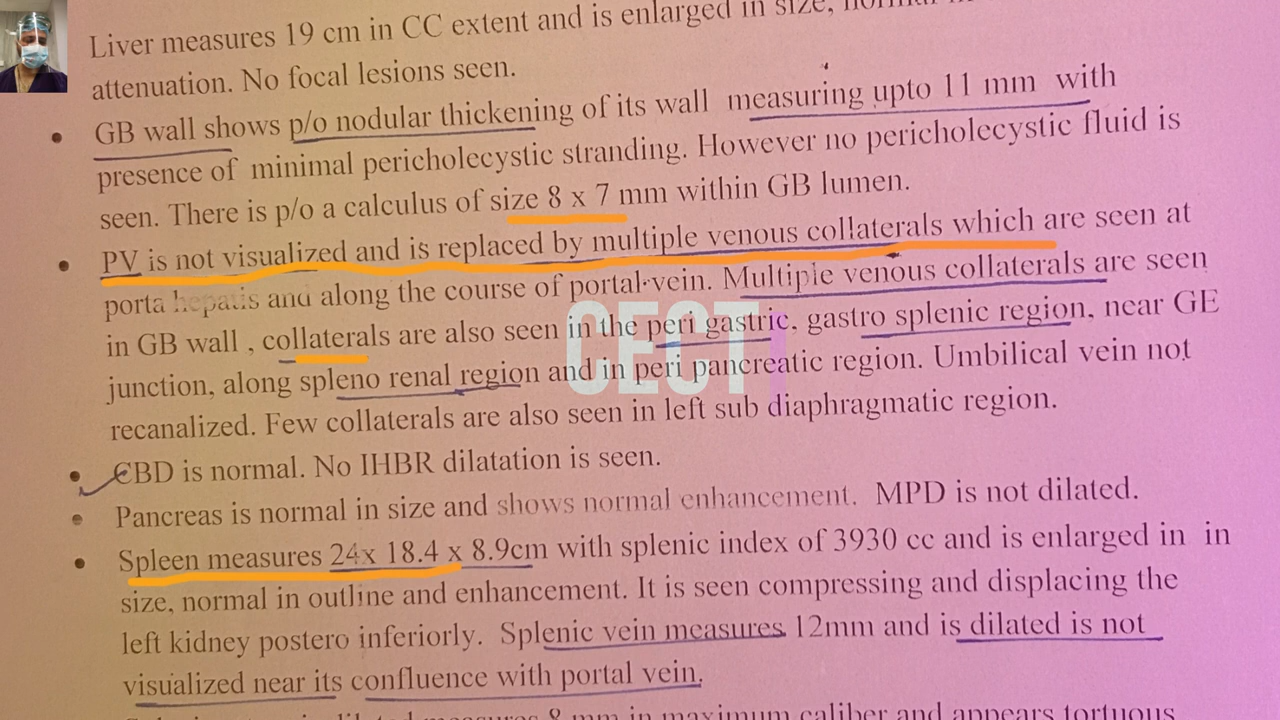 Liver measures 19 cm in CC extent and is enlarged in size, normal
attenuation. No focal lesions seen.
• GB wall shows p/o nodular thickening of its wall measuring upto 11 mm with
presence of minimal pericholecystic stranding. However no pericholecystic fluid is
seen. There is p/o a calculus of size 8 x 7 mm within GB lumen.
• PV is not visualized and is replaced by multiple venous collaterals which are seen at
porta hepatis and along the course of portal vein. Multiple venous collaterals are seen
in GB wall , collaterals are also seen in the peri gastric, gastro splenic region, near GE
junction, along spleno renal region and in peri pancreatic region. Umbilical vein not
recanalized. Few collaterals are also seen in left sub diaphragmatic region.
• CBD is normal. No IHBR dilatation is seen.
• Pancreas is normal in size and shows normal enhancement. MPD is not dilated.
• Spleen measures 24x 18.4 x 8.9cm with splenic index of 3930 cc and is enlarged in in
size, normal in outline and enhancement. It is seen compressing and displacing the
left kidney postero inferiorly. Splenic vein measures 12mm and is dilated is not
visualized near its confluence with portal vein.
8 mm in maximum caliber and appears tortuous
CECT